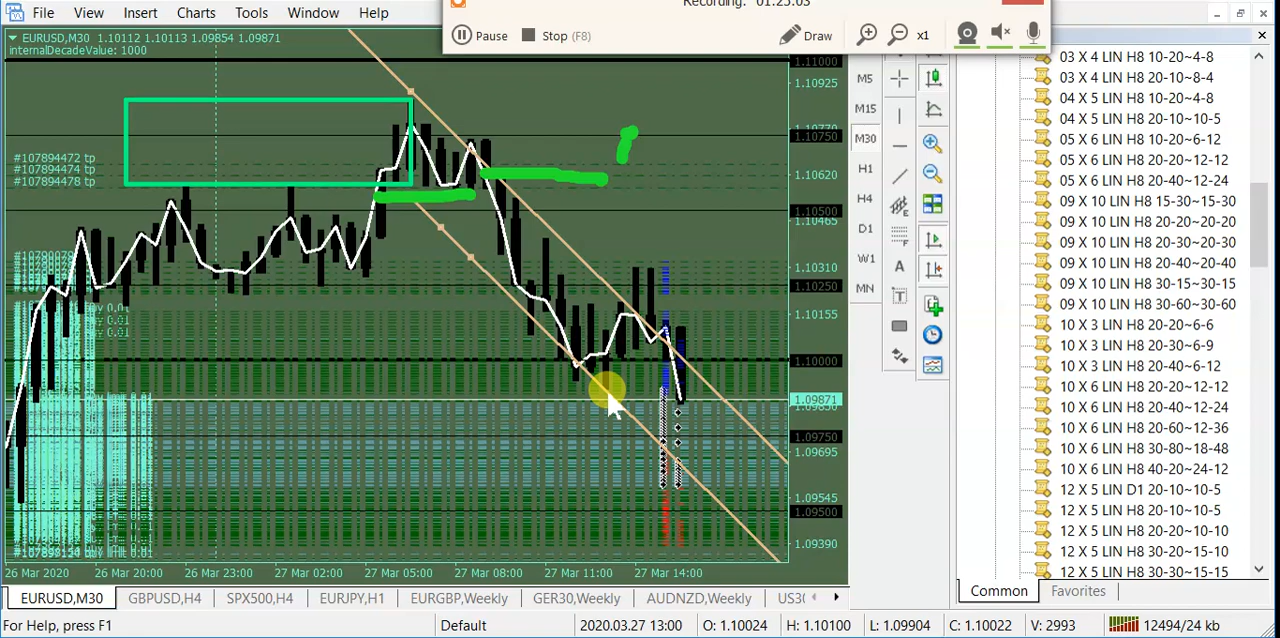 File View Insert Charts Tools Window Help
Recording: 01:25:03
Pause Stop (F8) Draw x1
EURUSD,M30 1.10112 1.10113 1.09854 1.09871
internalDecadeValue: 1000
#107894472 tp
#107894474 tp
#107894478 tp
1.11000
1.10925
1.10750
1.10620
1.10500
1.10465
1.10310
1.10250
1.10155
1.10000
1.09871
1.09750
1.09695
1.09545
1.09500
1.09390
26 Mar 2020 26 Mar 20:00 26 Mar 23:00 27 Mar 02:00 27 Mar 05:00 27 Mar 08:00 27 Mar 11:00 27 Mar 14:00
M5
M15
M30
H1
H4
D1
W1
MN
03 X 4 LIN H8 10-20~4-8
03 X 4 LIN H8 20-10~8-4
04 X 5 LIN H8 10-20~4-8
04 X 5 LIN H8 20-10~10-5
05 X 6 LIN H8 10-20~6-12
05 X 6 LIN H8 20-20~12-12
05 X 6 LIN H8 20-40~12-24
09 X 10 LIN H8 15-30~15-30
09 X 10 LIN H8 20-20~20-20
09 X 10 LIN H8 20-30~20-30
09 X 10 LIN H8 20-40~20-40
09 X 10 LIN H8 30-15~30-15
09 X 10 LIN H8 30-60~30-60
10 X 3 LIN H8 20-20~6-6
10 X 3 LIN H8 20-30~6-9
10 X 3 LIN H8 20-40~6-12
10 X 6 LIN H8 20-20~12-12
10 X 6 LIN H8 20-40~12-24
10 X 6 LIN H8 20-60~12-36
10 X 6 LIN H8 30-80~18-48
10 X 6 LIN H8 40-20~24-12
12 X 5 LIN D1 20-10~10-5
12 X 5 LIN H8 20-10~10-5
12 X 5 LIN H8 20-20~10-10
12 X 5 LIN H8 30-20~15-10
12 X 5 LIN H8 30-30~15-15
Common Favorites
EURUSD,M30 GBPUSD,H4 SPX500,H4 EURJPY,H1 EURGBP,Weekly GER30,Weekly AUDNZD,Weekly US30
For Help, press F1 Default 2020.03.27 13:00 O: 1.10024 H: 1.10100 L: 1.09904 C: 1.10022 V: 2993 12494/24 kb